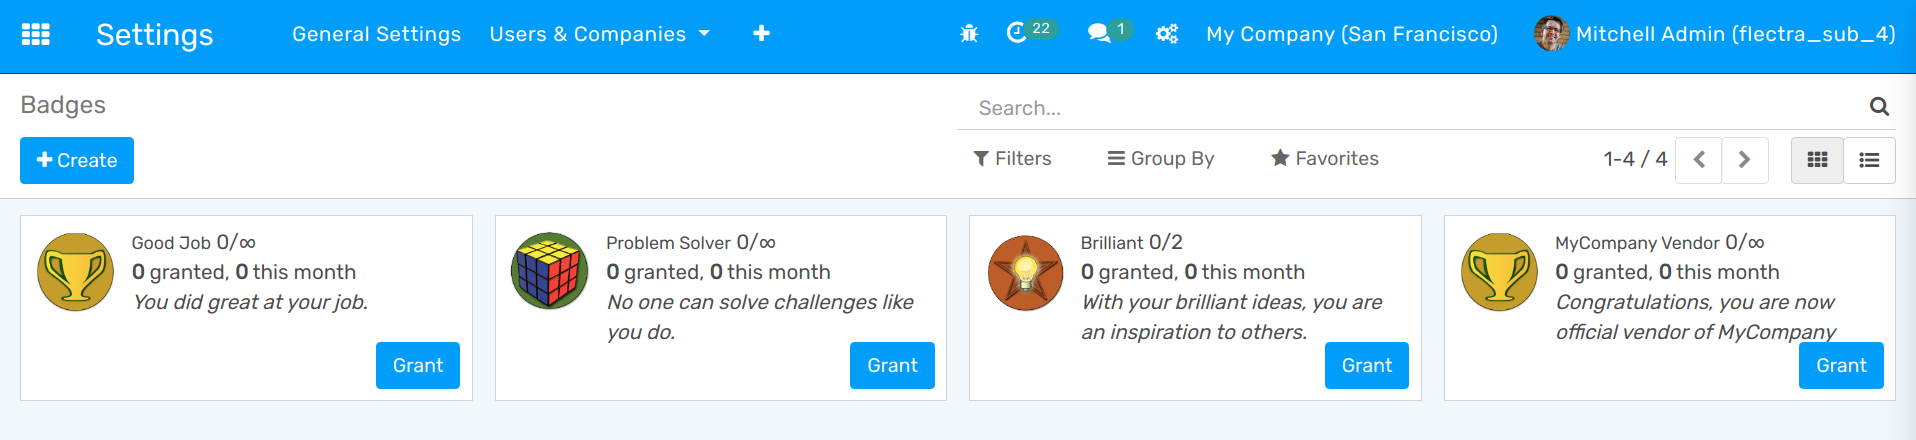 Settings General Settings Users & Companies 22 1 My Company (San Francisco) Mitchell Admin (flectra_sub_4)
Badges
Search...
Create
Filters Group By Favorites 1-4 / 4
Good Job 0/∞
0 granted, 0 this month
You did great at your job.
Grant
Problem Solver 0/∞
0 granted, 0 this month
No one can solve challenges like
you do.
Grant
Brilliant 0/2
0 granted, 0 this month
With your brilliant ideas, you are
an inspiration to others.
Grant
MyCompany Vendor 0/∞
0 granted, 0 this month
Congratulations, you are now
official vendor of MyCompany
Grant